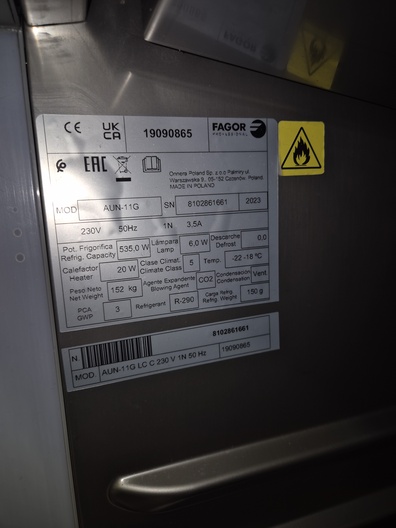 CE UK CA 19090865 FAGOR
PROFESSIONAL
EAC Onnera Poland Sp. z o.o Palmiry ul.
Warszawska 9., 05-152 Czosnów, Poland.
MADE IN POLAND
MOD AUN-11G SN 8102861661 2023
230V 50Hz 1N 3.5A
Pot. Frigorifica Refrig. Capacity 535,0 W Lámpara Lamp 6,0 W Descarche Defrost 0,0
Calefactor Heater 20 W Clase Climat. Climate Class 5 Temp. -22 -18 °C
Peso Neto Net Weight 152 kg Agente Expandente Blowing Agent CO2 Condensación Condensation Vent.
PCA GWP 3 Refrigerant R-290 Carga Refrig. Refrig. Weight 150 g
N 8102861661
MOD. AUN-11G LC C 230 V 1N 50 Hz 19090865